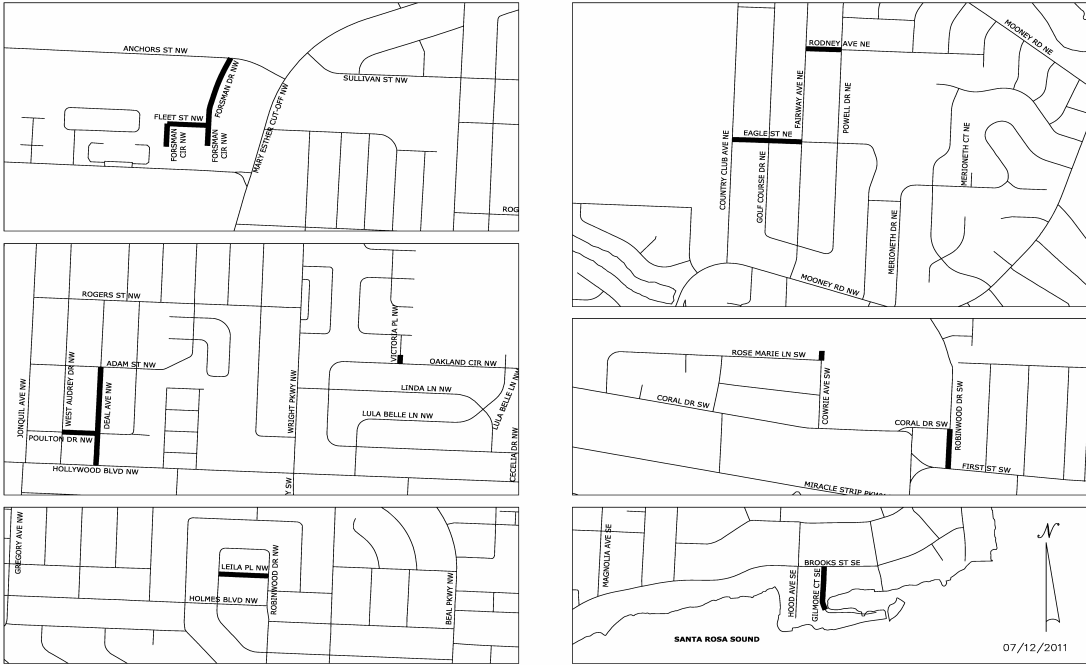 ANCHORS ST NW
SULLIVAN ST NW
FORSMAN DR NW
MARY ESTHER CUT-OFF NW
FLEET ST NW
FORSMAN
CIR NW
FORSMAN
CIR NW
ROG
RODNEY AVE NE
MOONEY RD NE
FAIRWAY AVE NE
POWELL DR NE
EAGLE ST NE
COUNTRY CLUB AVE NE
GOLF COURSE DR NE
MERIONETH CT NE
MERIONETH DR NE
MOONEY RD NW
ROGERS ST NW
VICTORIA PL NW
ADAM ST NW
OAKLAND CIR NW
JONQUIL AVE NW
WEST AUDREY DR NW
DEAL AVE NW
WRIGHT PKWY NW
LINDA LN NW
LULA BELLE LN NW
LULA BELLE LN NW
POULTON DR NW
CECELIA DR NW
HOLLYWOOD BLVD NW
Y SW
ROSE MARIE LN SW
COWRIE AVE SW
CORAL DR SW
CORAL DR SW
ROBINWOOD DR SW
FIRST ST SW
MIRACLE STRIP PKW
GREGORY AVE NW
LEILA PL NW
ROBINWOOD DR NW
HOLMES BLVD NW
BEAL PKWY NW
MAGNOLIA AVE SE
BROOKS ST SE
HOOD AVE SE
GILMORE CT SE
SANTA ROSA SOUND
N
07/12/2011